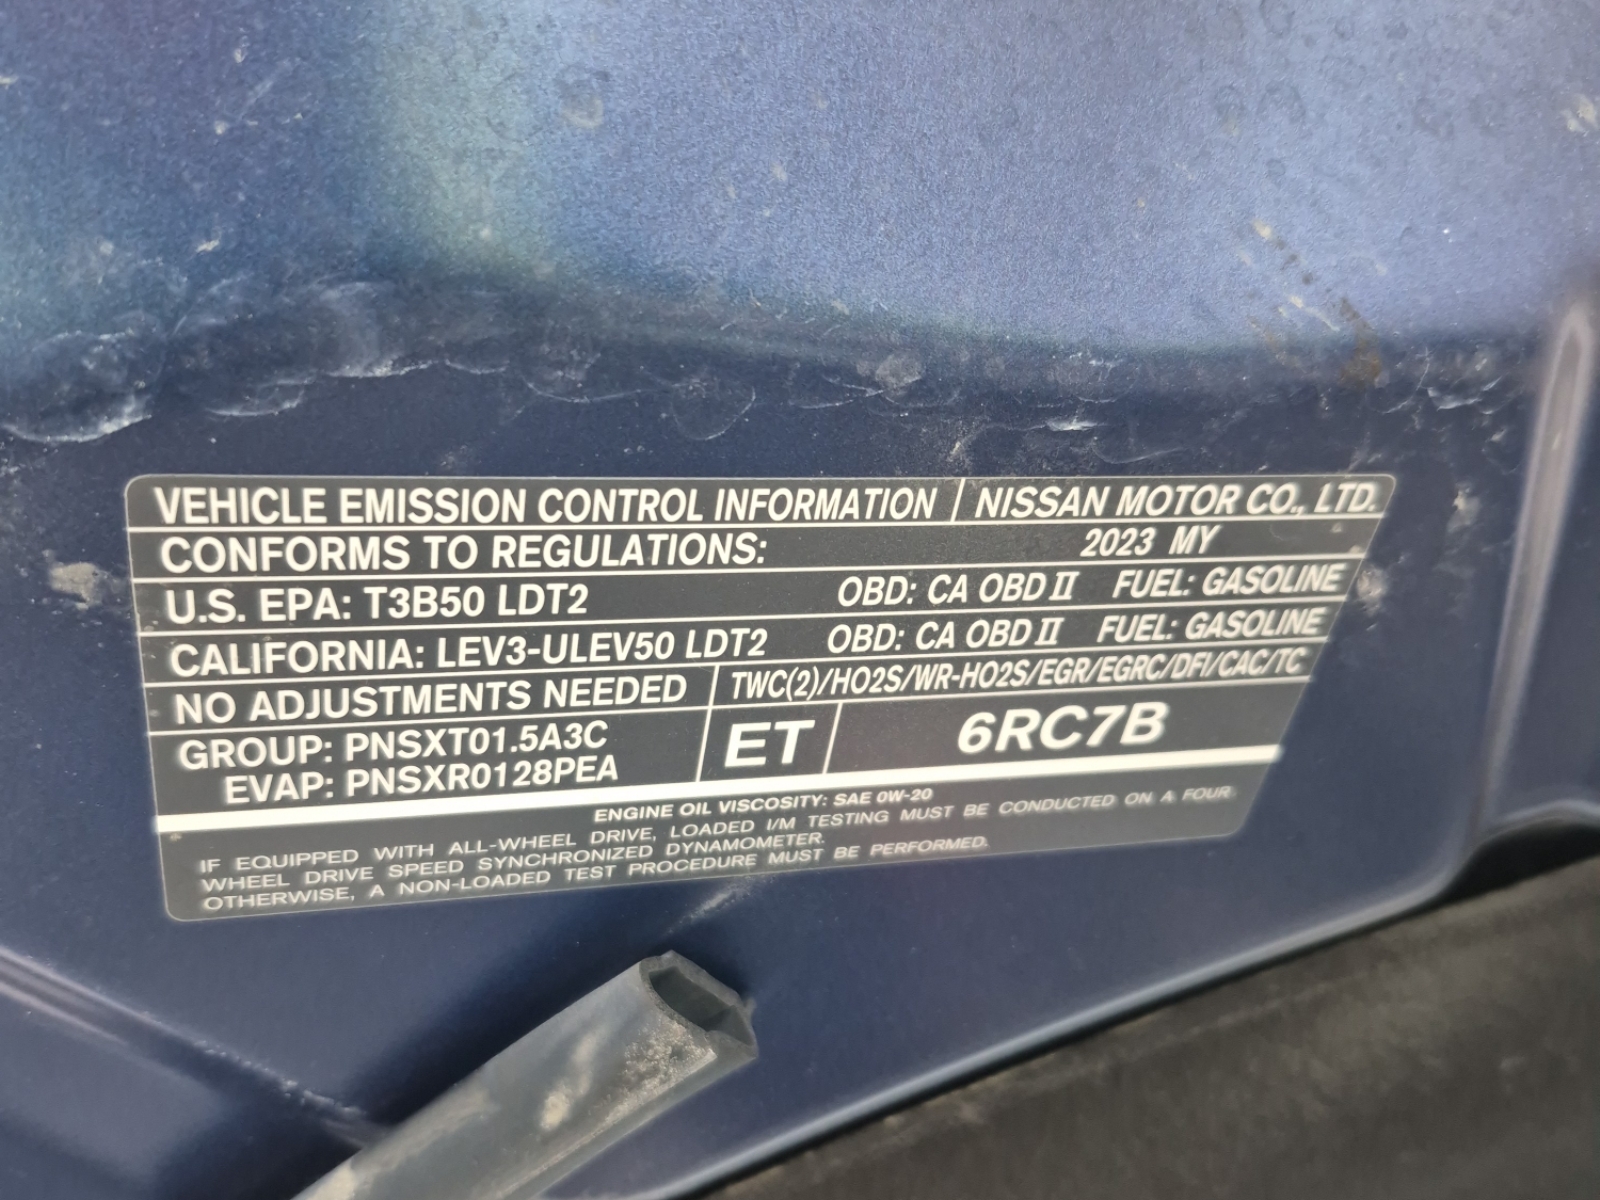 VEHICLE EMISSION CONTROL INFORMATION NISSAN MOTOR CO., LTD.
CONFORMS TO REGULATIONS: 2023 MY
U.S. EPA: T3B50 LDT2 OBD: CA OBD II FUEL: GASOLINE
CALIFORNIA: LEV3-ULEV50 LDT2 OBD: CA OBD II FUEL: GASOLINE
NO ADJUSTMENTS NEEDED TWC(2)/HO2S/WR-HO2S/EGR/EGRC/DFI/CAC/TC
GROUP: PNSXT01.5A3C ET 6RC7B
EVAP: PNSXR0128PEA
ENGINE OIL VISCOSITY: SAE 0W-20
IF EQUIPPED WITH ALL-WHEEL DRIVE, LOADED I/M TESTING MUST BE CONDUCTED ON A FOUR
WHEEL DRIVE SPEED SYNCHRONIZED DYNAMOMETER.
OTHERWISE, A NON-LOADED TEST PROCEDURE MUST BE PERFORMED.